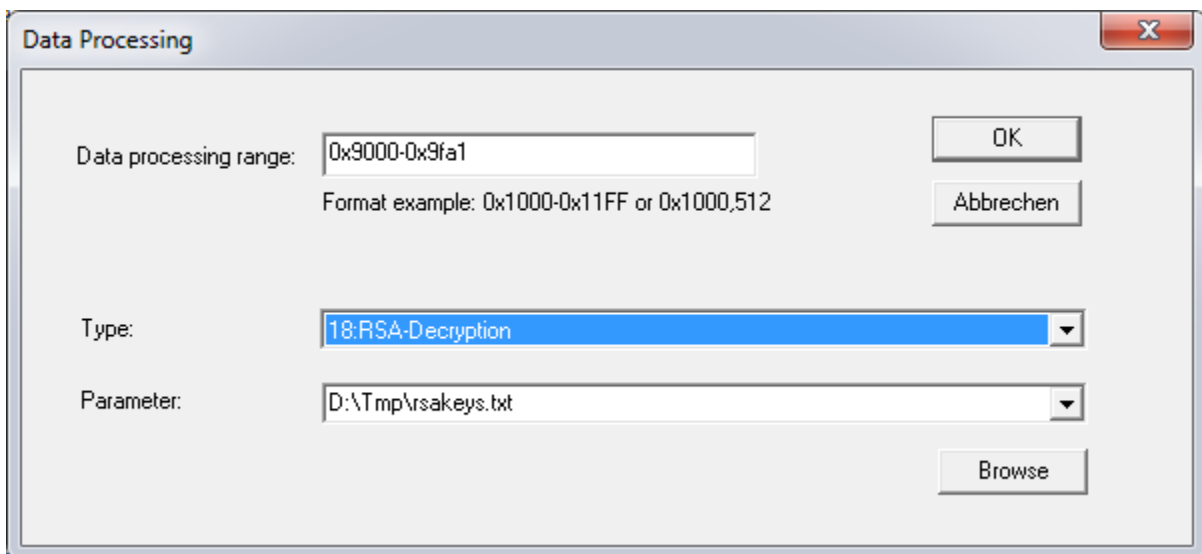 Data Processing
Data processing range: 0x9000-0x9fa1 OK
Format example: 0x1000-0x11FF or 0x1000,512 Abbrechen
Type: 18:RSA-Decryption
Parameter: D:\Tmp\rsakeys.txt
Browse